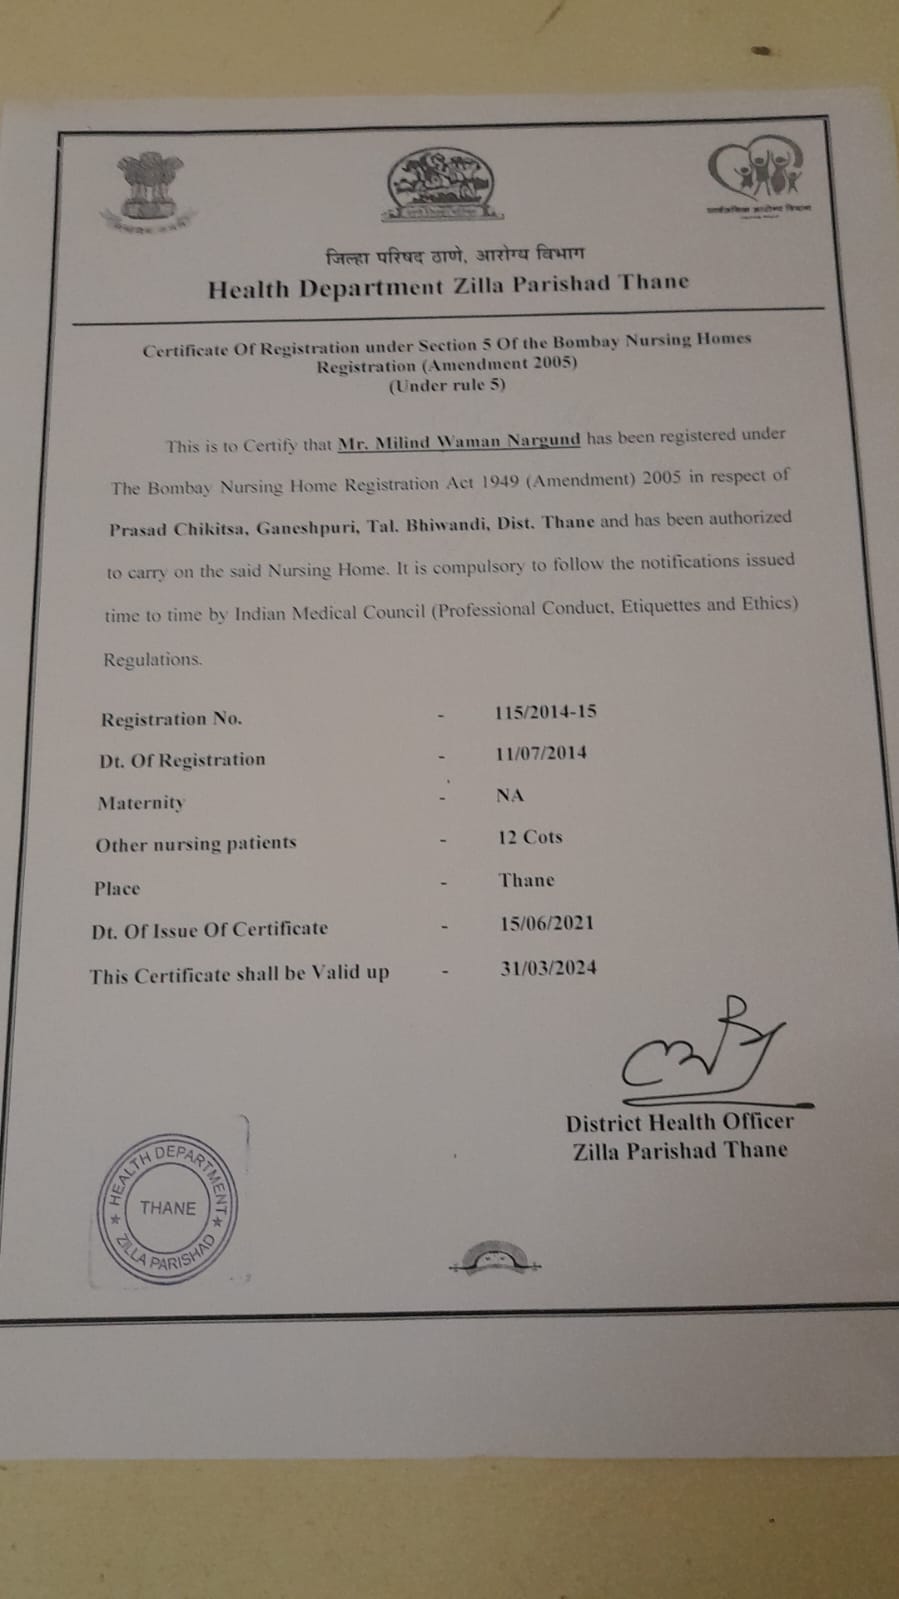 सार्वजनिक आरोग्य विभाग
जिल्हा परिषद ठाणे, आरोग्य विभाग
Health Department Zilla Parishad Thane
Certificate Of Registration under Section 5 Of the Bombay Nursing Homes
Registration (Amendment 2005)
(Under rule 5)
This is to Certify that Mr. Milind Waman Nargund has been registered under
The Bombay Nursing Home Registration Act 1949 (Amendment) 2005 in respect of
Prasad Chikitsa, Ganeshpuri, Tal. Bhiwandi, Dist. Thane and has been authorized
to carry on the said Nursing Home. It is compulsory to follow the notifications issued
time to time by Indian Medical Council (Professional Conduct, Etiquettes and Ethics)
Regulations.
Registration No. - 115/2014-15
Dt. Of Registration - 11/07/2014
Maternity - NA
Other nursing patients - 12 Cots
Place - Thane
Dt. Of Issue Of Certificate - 15/06/2021
This Certificate shall be Valid up - 31/03/2024
District Health Officer
Zilla Parishad Thane
HEALTH DEPARTMENT
THANE
ZILLA PARISHAD